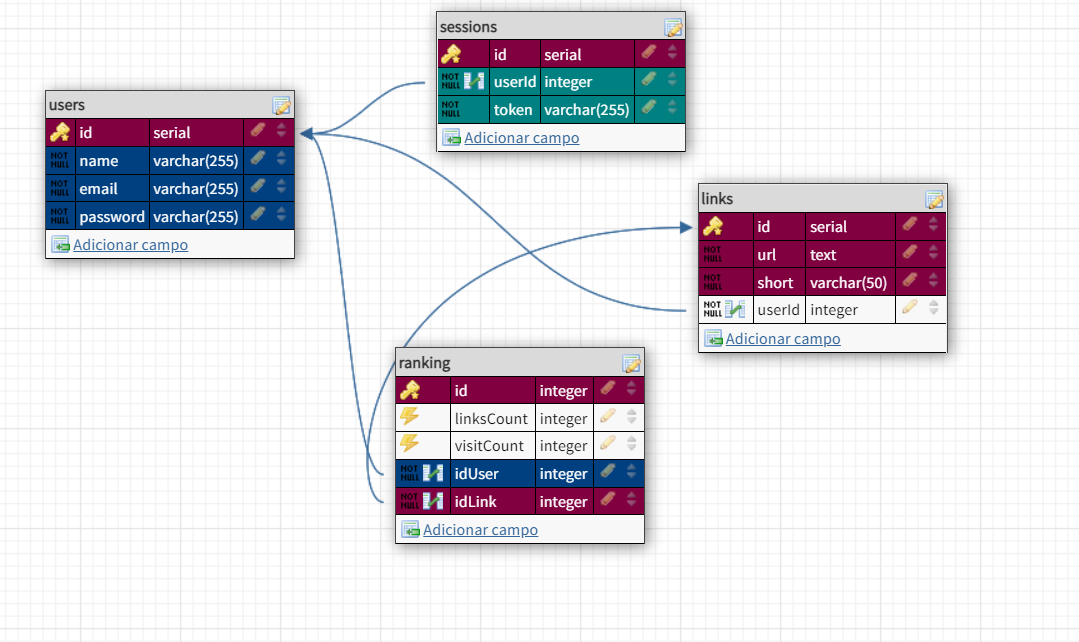 sessions
id serial
NOT NULL userId integer
NOT NULL token varchar(255)
Adicionar campo
users
id serial
NOT NULL name varchar(255)
NOT NULL email varchar(255)
NOT NULL password varchar(255)
Adicionar campo
links
id serial
NOT NULL url text
NOT NULL short varchar(50)
NOT NULL userId integer
Adicionar campo
ranking
id integer
linksCount integer
visitCount integer
NOT NULL idUser integer
NOT NULL idLink integer
Adicionar campo